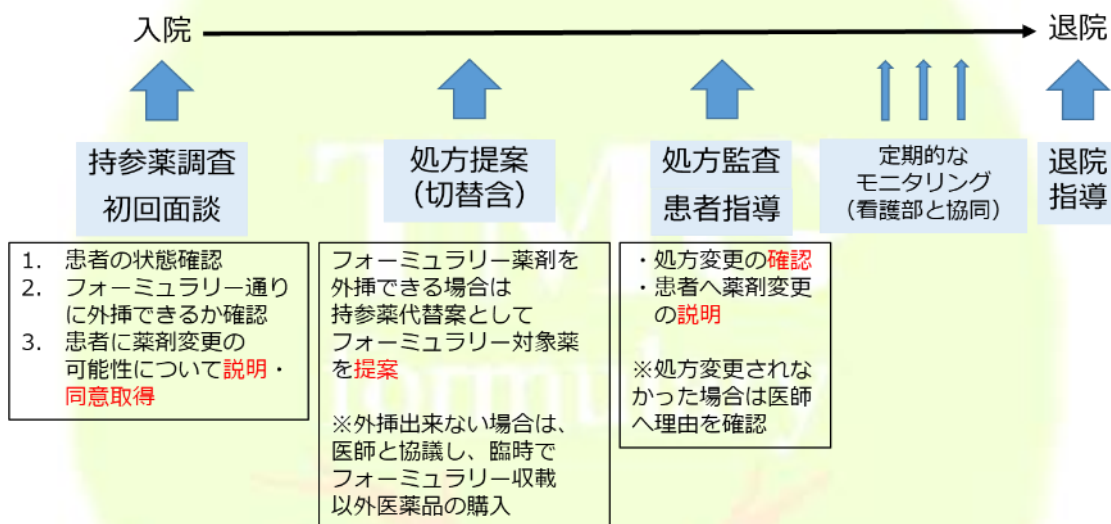 入院
退院
持参薬調査
初回面談
処方提案
（切替含）
処方監査
患者指導
定期的な
モニタリング
（看護部と協同）
退院
指導
1. 患者の状態確認
2. フォーミュラリー通り
に外挿できるか確認
3. 患者に薬剤変更の
可能性について説明・
同意取得
フォーミュラリー薬剤を
外挿できる場合は
持参薬代替案として
フォーミュラリー対象薬
を提案
※外挿出来ない場合は、
医師と協議し、臨時で
フォーミュラリー収載
以外医薬品の購入
・処方変更の確認
・患者へ薬剤変更
の説明
※処方変更されな
かった場合は医師
へ理由を確認
TMC
formulary